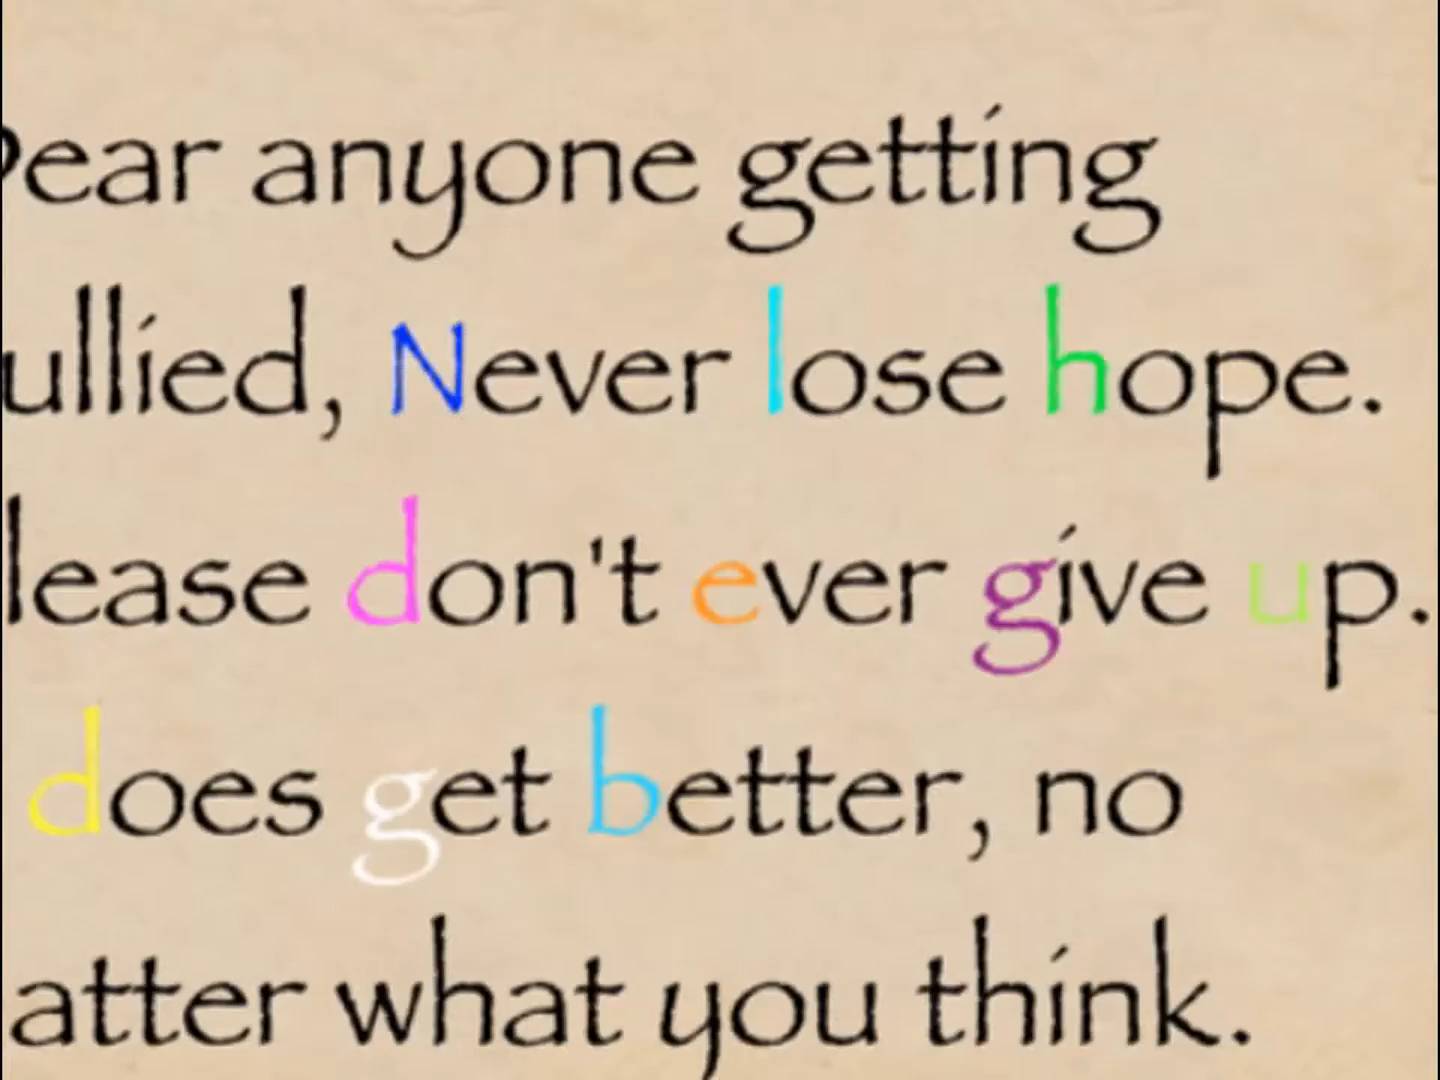 Dear anyone getting
ullied, Never lose hope.
lease don't ever give up.
does get better, no
atter what you think.